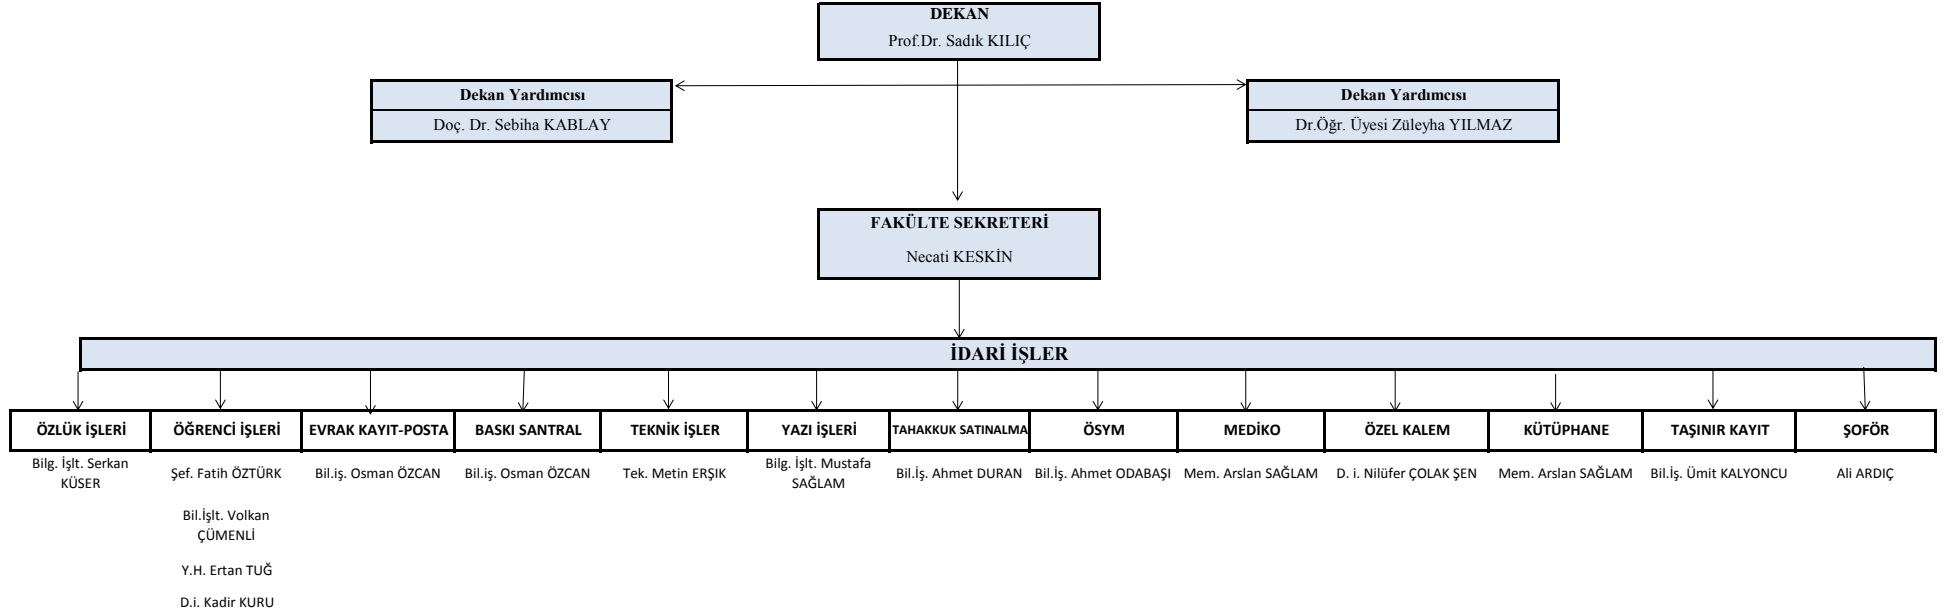 DEKAN
Prof.Dr. Sadık KILIÇ
Dekan Yardımcısı
Doç. Dr. Sebiha KABLAY
Dekan Yardımcısı
Dr.Öğr. Üyesi Züleyha YILMAZ
FAKÜLTE SEKRETERİ
Necati KESKİN
İDARİ İŞLER
ÖZLÜK İŞLERİ
Bilg. İşlt. Serkan
KÜSER
ÖĞRENCİ İŞLERİ
Şef. Fatih ÖZTÜRK
Bil.İşlt. Volkan
ÇÜMENLİ
Y.H. Ertan TUĞ
D.i. Kadir KURU
EVRAK KAYIT-POSTA
Bil.iş. Osman ÖZCAN
BASKI SANTRAL
Bil.iş. Osman ÖZCAN
TEKNİK İŞLER
Tek. Metin ERŞIK
YAZI İŞLERİ
Bilg. İşlt. Mustafa
SAĞLAM
TAHAKKUK SATINALMA
Bil.İş. Ahmet DURAN
ÖSYM
Bil.İş. Ahmet ODABAŞI
MEDİKO
Mem. Arslan SAĞLAM
ÖZEL KALEM
D. i. Nilüfer ÇOLAK ŞEN
KÜTÜPHANE
Mem. Arslan SAĞLAM
TAŞINIR KAYIT
Bil.İş. Ümit KALYONCU
ŞOFÖR
Ali ARDIÇ